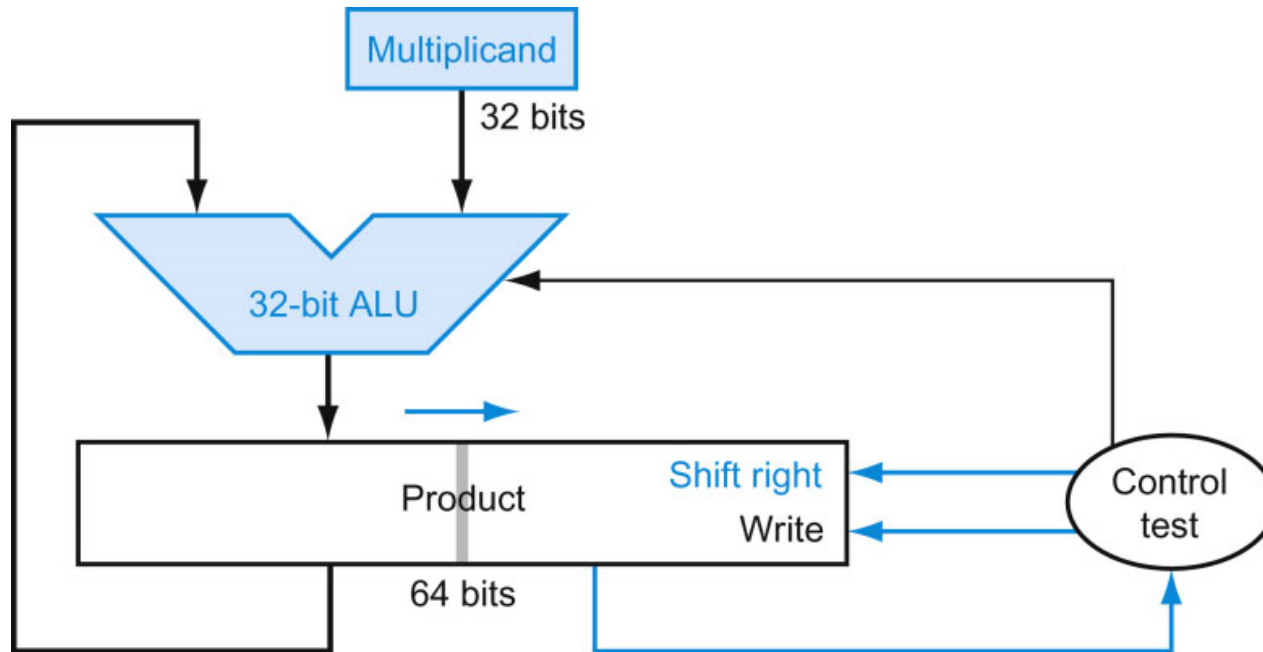 Multiplicand
32 bits
32-bit ALU
Shift right
Product
Write
64 bits
Control
test